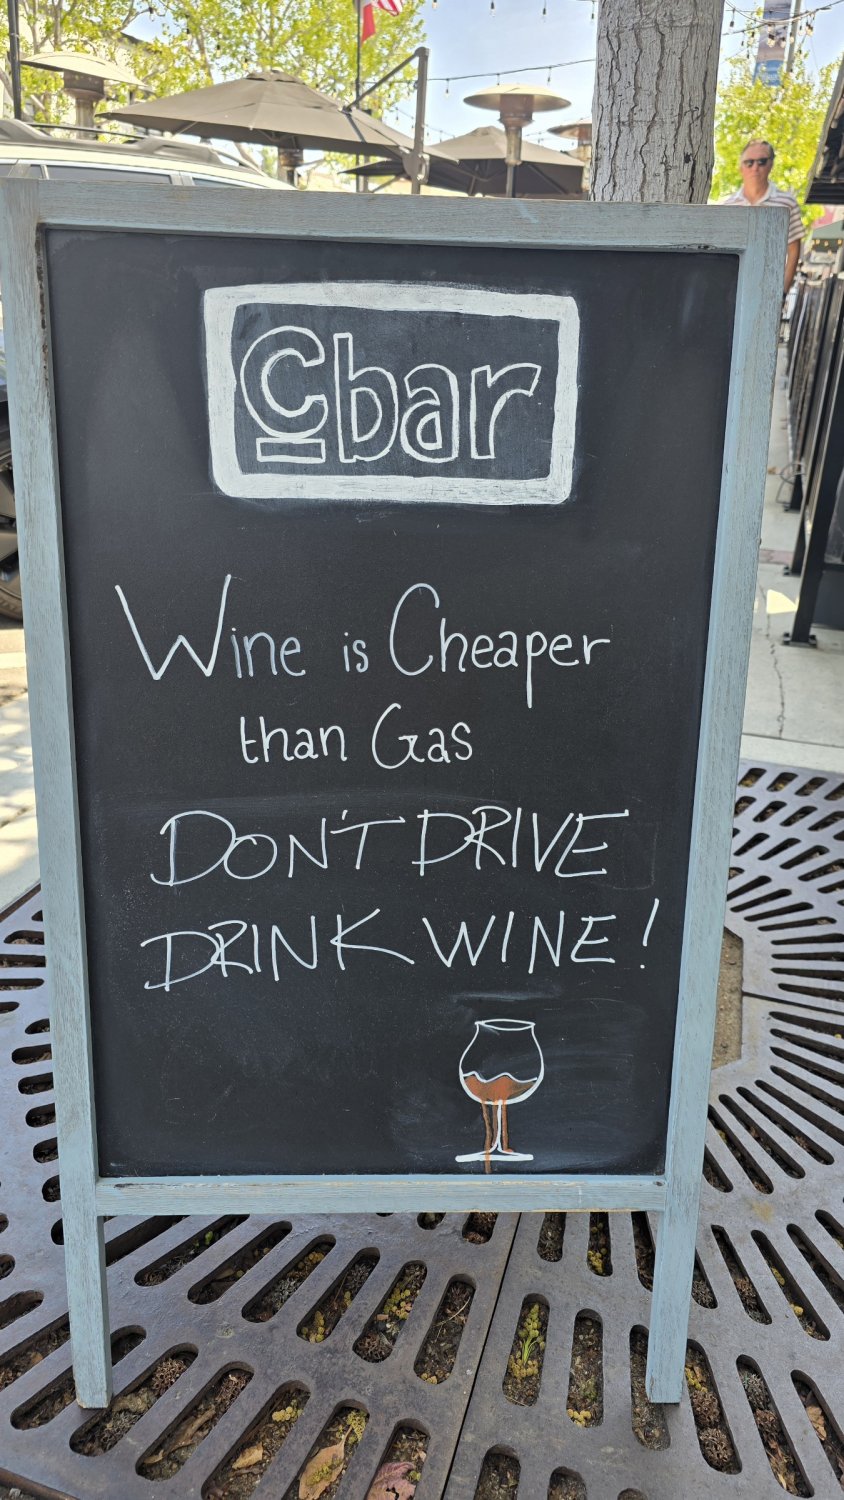 Cbar
Wine is Cheaper
than Gas
DON'T DRIVE
DRINK WINE!